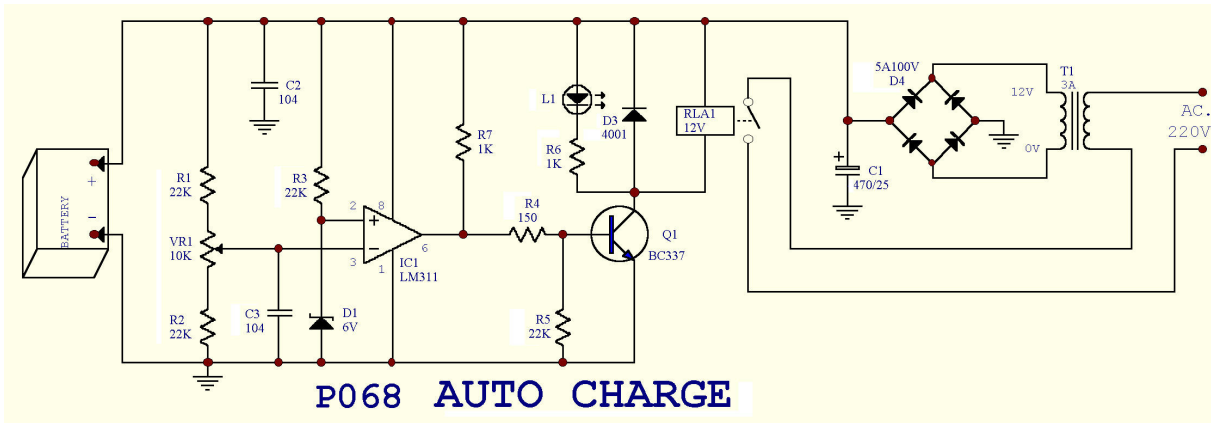 5A100V
D4
T1
3A
12V
0V
AC.
220V
C2
104
L1
D3
4001
RLA1
12V
R7
1K
R6
1K
+
C1
470/25
BATTERY
+
-
R1
22K
R3
22K
VR1
10K
R2
22K
C3
104
D1
6V
2
8
+
-
3
1
6
IC1
LM311
R4
150
Q1
BC337
R5
22K
P068 AUTO CHARGE